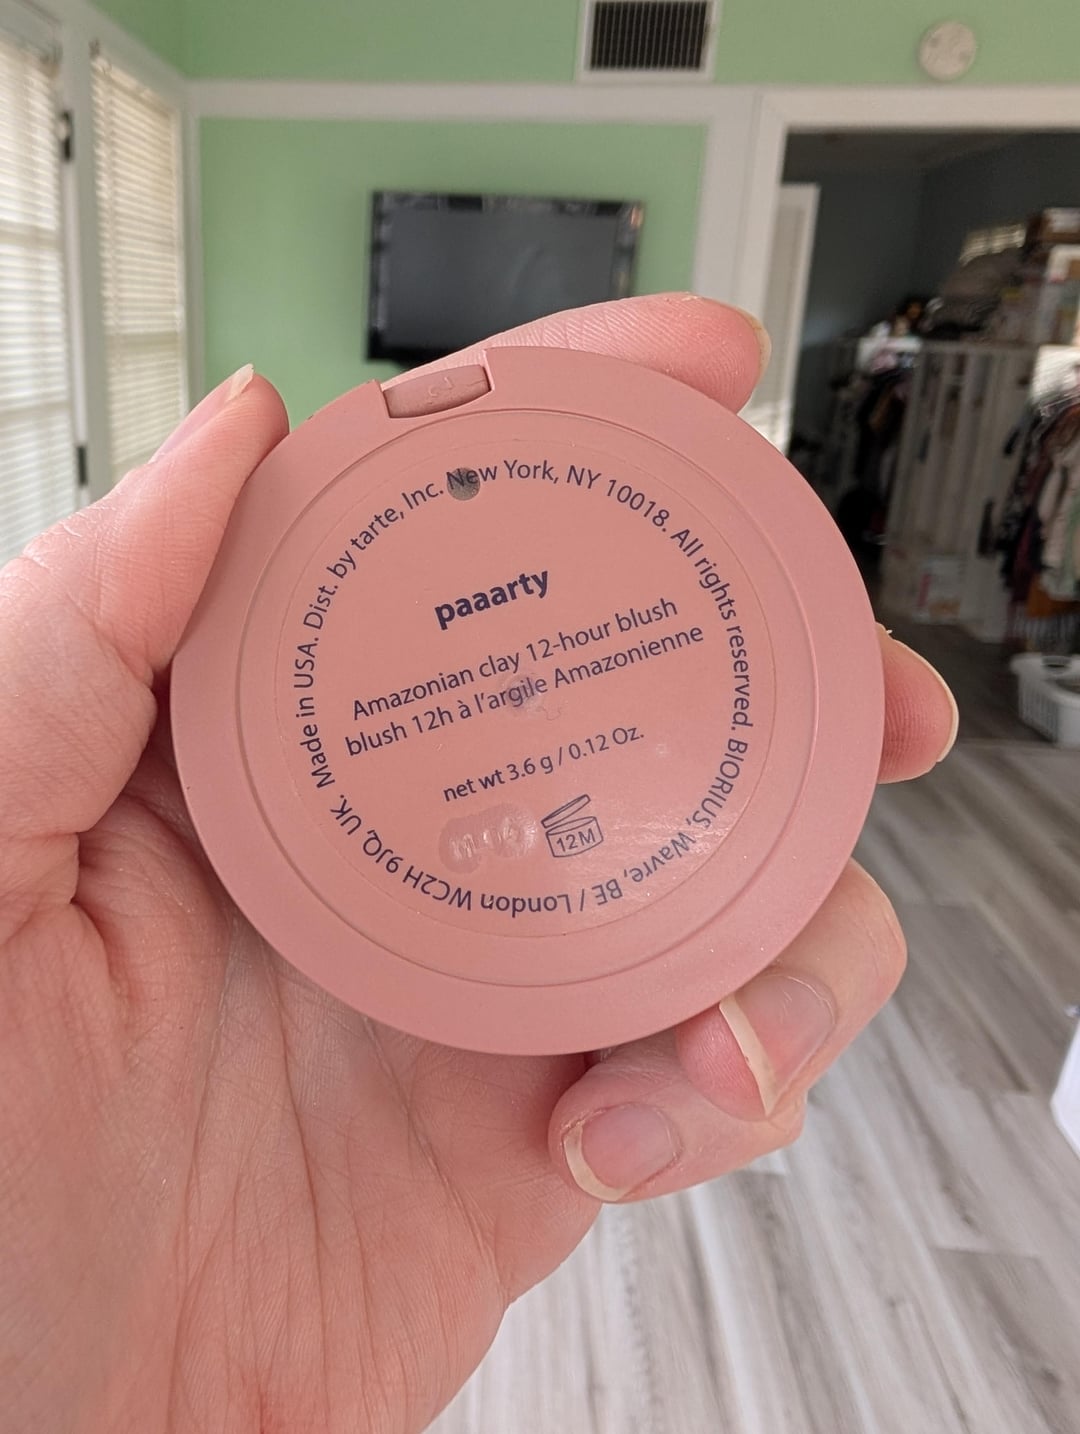 Made in USA. Dist. by tarte, Inc. New York, NY 10018. All rights reserved. BIORIUS, Wavre, BE / London WC2H 9JQ, UK.
paaarty
Amazonian clay 12-hour blush
blush 12h à l'argile Amazonienne
net wt 3.6 g / 0.12 Oz.
12M